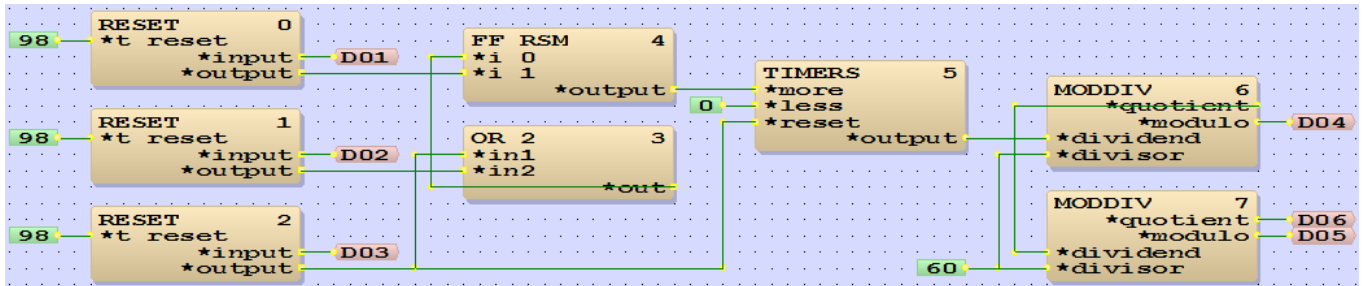 RESET 0
98 *t reset
*input D01
*output
RESET 1
98 *t reset
*input D02
*output
RESET 2
98 *t reset
*input D03
*output
FF RSM 4
*i 0
*i 1
*output
OR 2 3
*in1
*in2
*out
TIMERS 5
*more
0 *less
*reset
*output
MODDIV 6
*quotient
*modulo D04
*dividend
*divisor
MODDIV 7
*quotient D06
*modulo D05
*dividend
60 *divisor